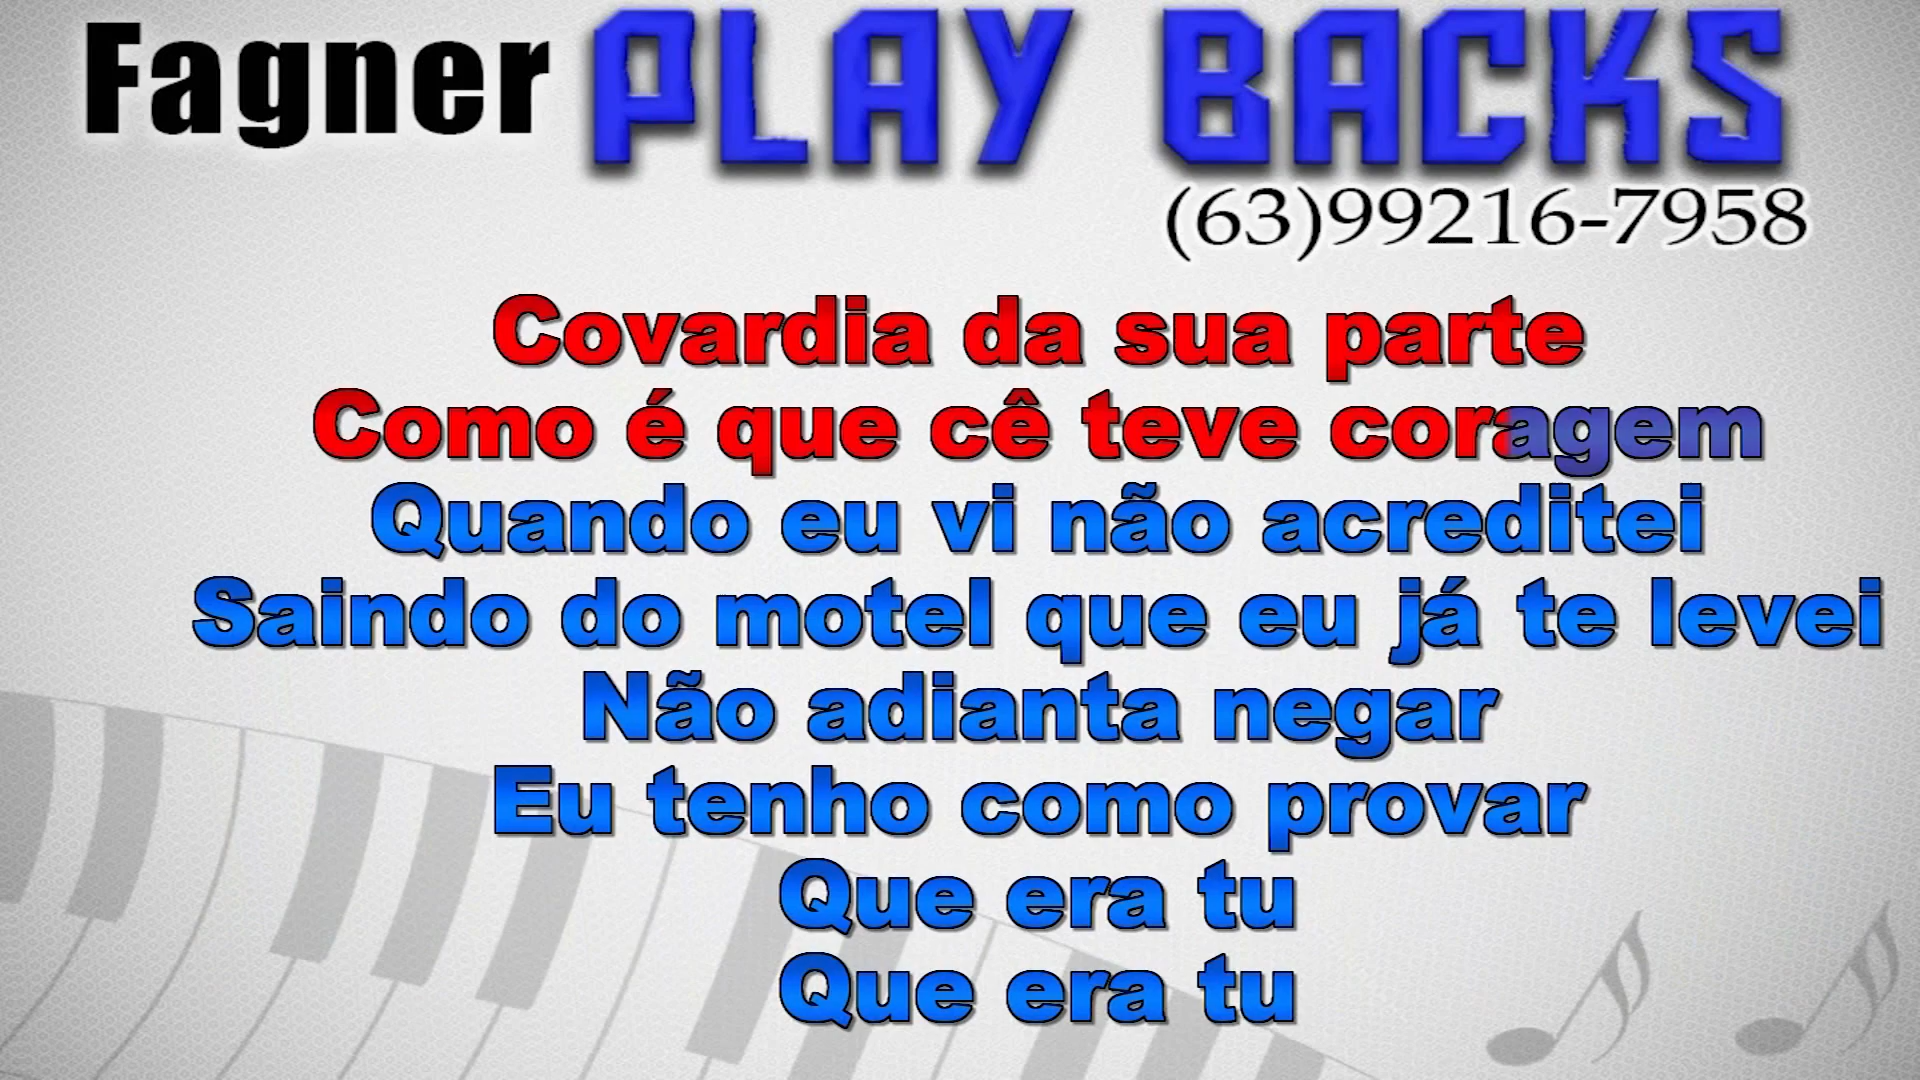 Fagner PLAY BACKS
(63)99216-7958
Covardia da sua parte
Como é que cê teve coragem
Quando eu vi não acreditei
Saindo do motel que eu já te levei
Não adianta negar
Eu tenho como provar
Que era tu
Que era tu